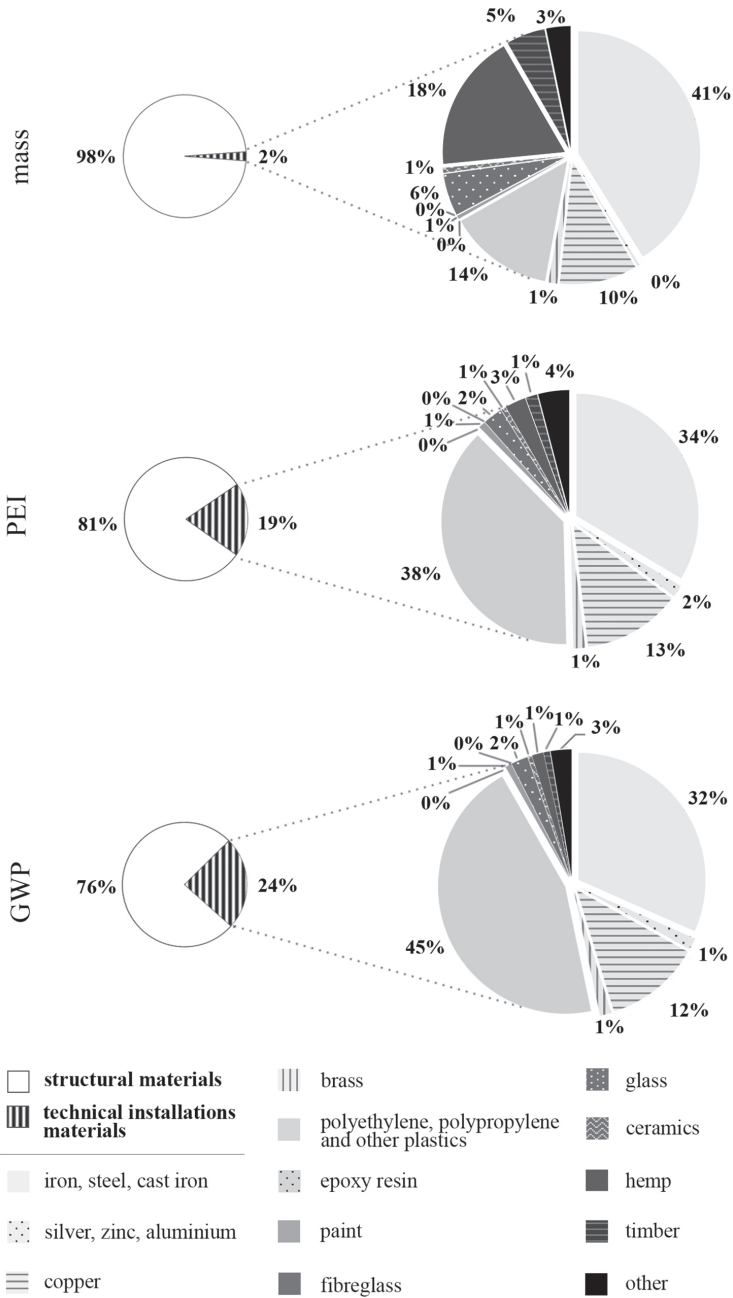 5%
3%
18%
41%
mass
98%
2%
1%
6%
0%
1%
0%
14%
1%
10%
0%
1%
1%
3%
4%
0%
2%
1%
34%
0%
PEI
81%
19%
38%
2%
13%
1%
1%
1%
1%
3%
0%
2%
1%
32%
0%
GWP
76%
24%
45%
1%
12%
1%
structural materials
technical installations
materials
iron, steel, cast iron
silver, zinc, aluminium
copper
brass
polyethylene, polypropylene
and other plastics
epoxy resin
paint
fibreglass
glass
ceramics
hemp
timber
other